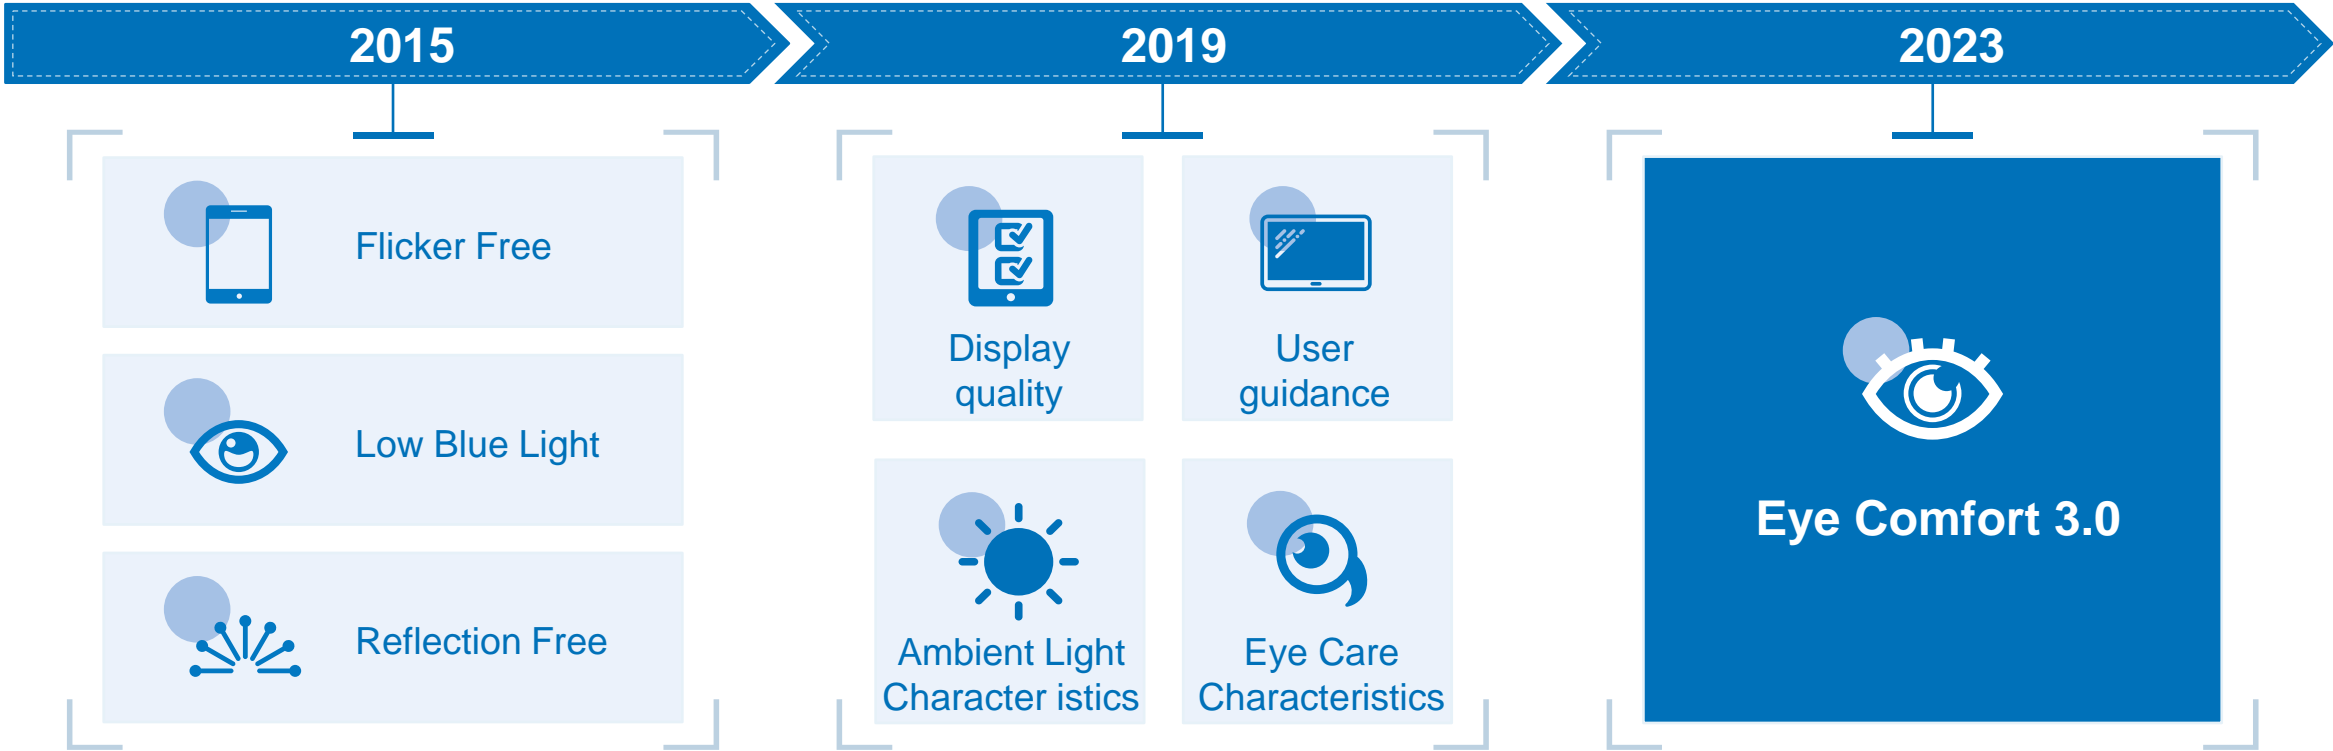 2015
2019
2023
Flicker Free
Low Blue Light
Reflection Free
Display
quality
User
guidance
Ambient Light
Character istics
Eye Care
Characteristics
Eye Comfort 3.0